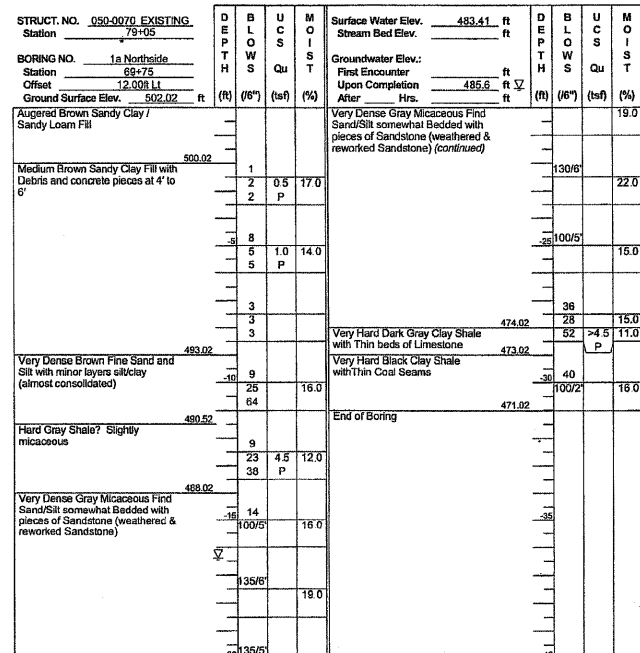 STRUCT. NO. 050-0070 EXISTING
Station 79+05
BORING NO. 1a Northside
Station 69+75
Offset 12.00ft Lt
Ground Surface Elev. 502.02 ft
D E P T H (ft)
B L O W S (/6")
U C S Qu (tsf)
M O I S T (%)
Augered Brown Sandy Clay /
Sandy Loam Fill
500.02
Medium Brown Sandy Clay Fill with
Debris and concrete pieces at 4' to
6'
1
2 0.5 17.0
2 P
-5 8
5 1.0 14.0
5 P
3
3
3
493.02
Very Dense Brown Fine Sand and
Silt with minor layers silt/clay
(almost consolidated)
-10 9
25 16.0
64
490.52
Hard Gray Shale? Slightly
micaceous
9
23 4.5 12.0
38 P
488.02
Very Dense Gray Micaceous Find
Sand/Silt somewhat Bedded with
pieces of Sandstone (weathered &
reworked Sandstone)
-15 14
100/5" 16.0
135/6"
19.0
135/5"
Surface Water Elev. 483.41 ft
Stream Bed Elev. ft
Groundwater Elev.:
First Encounter ft
Upon Completion 485.6 ft
After Hrs. ft
D E P T H (ft)
B L O W S (/6")
U C S Qu (tsf)
M O I S T (%)
Very Dense Gray Micaceous Find
Sand/Silt somewhat Bedded with
pieces of Sandstone (weathered &
reworked Sandstone) (continued)
19.0
130/6"
22.0
-25 100/5"
15.0
36
474.02 28 15.0
Very Hard Dark Gray Clay Shale
with Thin beds of Limestone
52 >4.5 11.0
P
473.02
Very Hard Black Clay Shale
withThin Coal Seams
-30 40
100/2" 16.0
471.02
End of Boring
-35